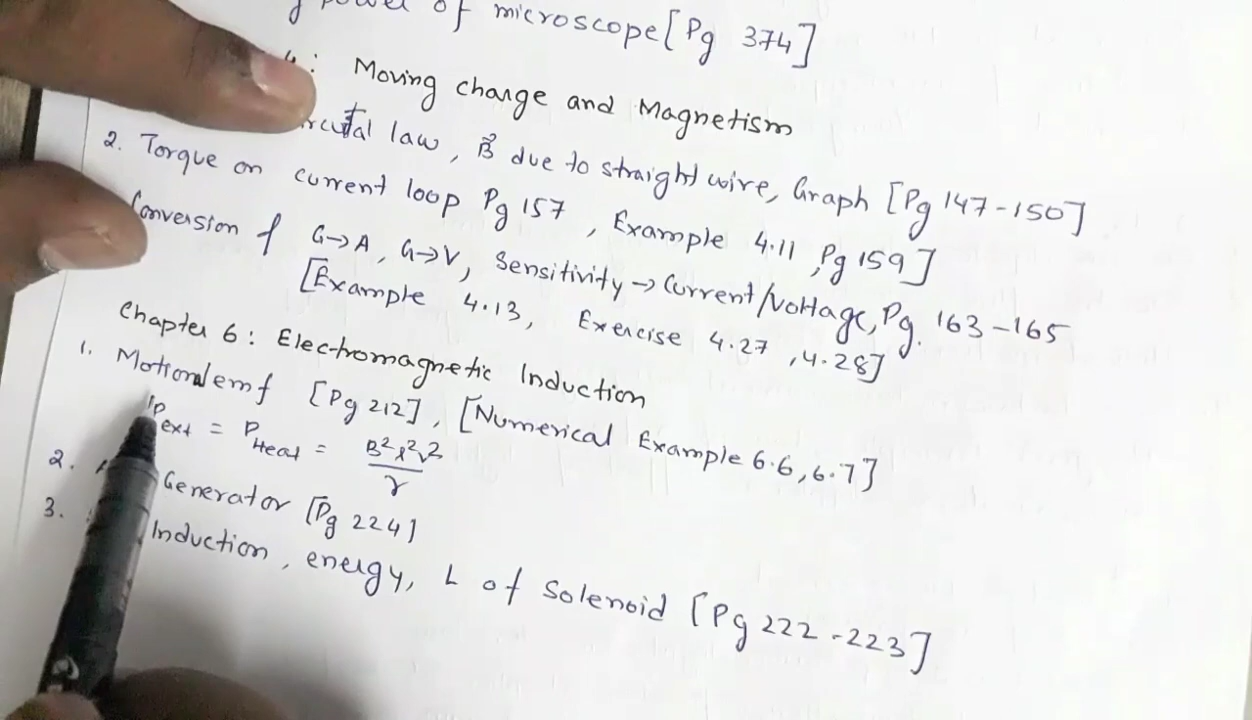 of microscope [Pg 374]
4: Moving charge and Magnetism
law, B⃗ due to straight wire, Graph [Pg 147-150]
2. Torque on current loop Pg 157, Example 4.11, Pg 159]
Conversion of G→A, G→V, Sensitivity → Current/Voltage, Pg. 163-165
[Example 4.13, Exercise 4.27, 4.28]
Chapter 6: Electromagnetic Induction
1. Motional emf [Pg 212], [Numerical Example 6.6, 6.7]
Pext = PHeat = B²l²v²/r
2. Generator [Pg 224]
3. Induction, energy, L of Solenoid [Pg 222-223]